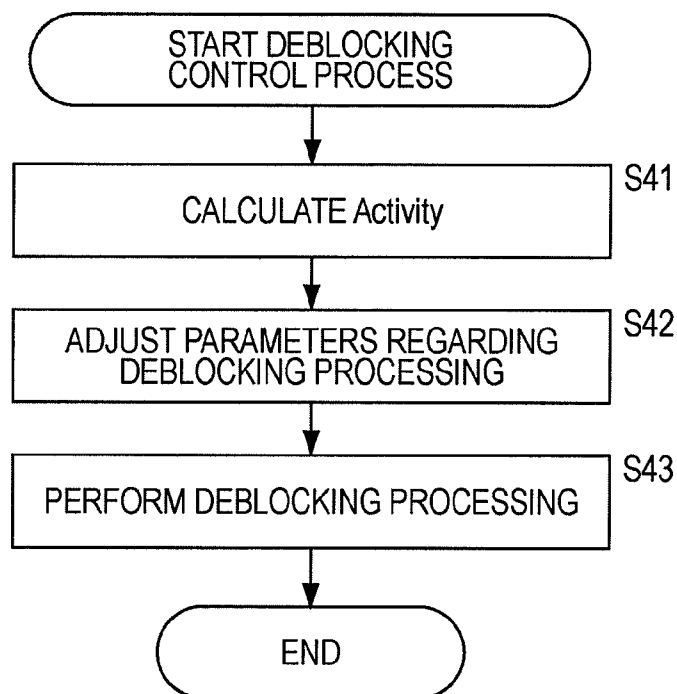 START DEBLOCKING
CONTROL PROCESS
S41
CALCULATE Activity
S42
ADJUST PARAMETERS REGARDING
DEBLOCKING PROCESSING
S43
PERFORM DEBLOCKING PROCESSING
END